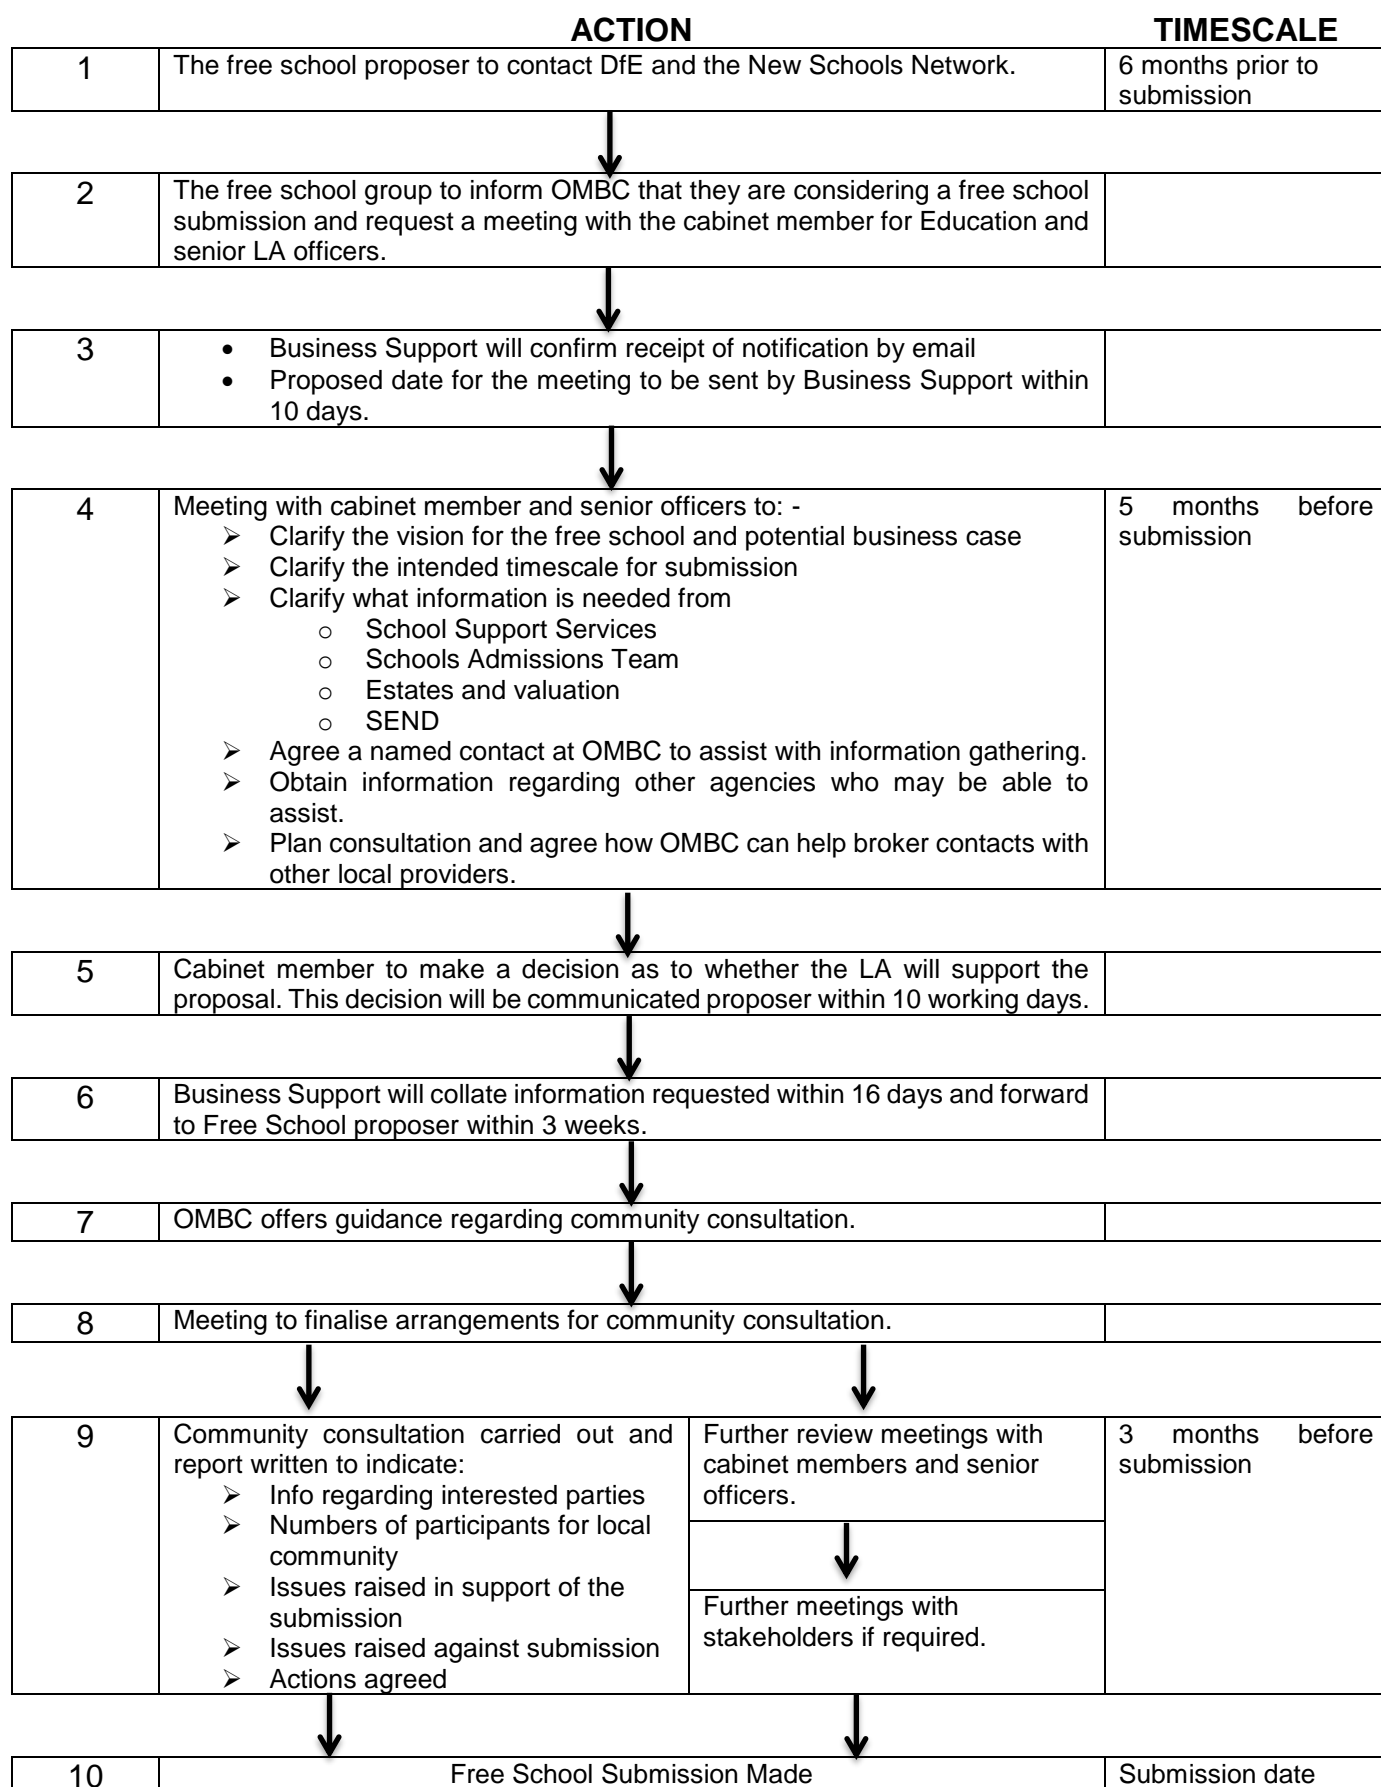 ACTION TIMESCALE
1 The free school proposer to contact DfE and the New Schools Network. 6 months prior to
submission
2 The free school group to inform OMBC that they are considering a free school
submission and request a meeting with the cabinet member for Education and
senior LA officers.
3 • Business Support will confirm receipt of notification by email
• Proposed date for the meeting to be sent by Business Support within
10 days.
4 Meeting with cabinet member and senior officers to: - 5 months before
➢ Clarify the vision for the free school and potential business case submission
➢ Clarify the intended timescale for submission
➢ Clarify what information is needed from
o School Support Services
o Schools Admissions Team
o Estates and valuation
o SEND
➢ Agree a named contact at OMBC to assist with information gathering.
➢ Obtain information regarding other agencies who may be able to
assist.
➢ Plan consultation and agree how OMBC can help broker contacts with
other local providers.
5 Cabinet member to make a decision as to whether the LA will support the
proposal. This decision will be communicated proposer within 10 working days.
6 Business Support will collate information requested within 16 days and forward
to Free School proposer within 3 weeks.
7 OMBC offers guidance regarding community consultation.
8 Meeting to finalise arrangements for community consultation.
9 Community consultation carried out and
report written to indicate:
➢ Info regarding interested parties
➢ Numbers of participants for local
community
➢ Issues raised in support of the
submission
➢ Issues raised against submission
➢ Actions agreed
Further review meetings with
cabinet members and senior
officers.
Further meetings with
stakeholders if required.
3 months before
submission
10 Free School Submission Made Submission date